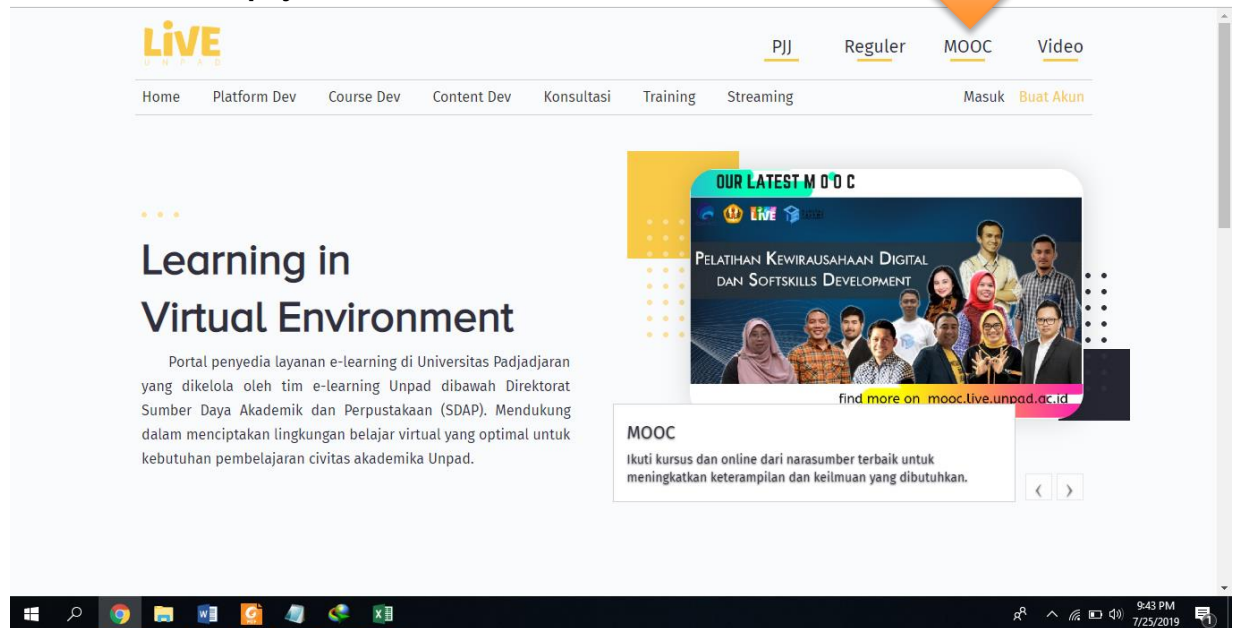 LiVE
UNPAD
PJJ Reguler MOOC Video
Home Platform Dev Course Dev Content Dev Konsultasi Training Streaming Masuk Buat Akun
Learning in
Virtual Environment
Portal penyedia layanan e-learning di Universitas Padjadjaran
yang dikelola oleh tim e-learning Unpad dibawah Direktorat
Sumber Daya Akademik dan Perpustakaan (SDAP). Mendukung
dalam menciptakan lingkungan belajar virtual yang optimal untuk
kebutuhan pembelajaran civitas akademika Unpad.
OUR LATEST MOOC
LIVE
PELATIHAN KEWIRAUSAHAAN DIGITAL
DAN SOFTSKILLS DEVELOPMENT
find more on mooc.live.unpad.ac.id
MOOC
Ikuti kursus dan online dari narasumber terbaik untuk
meningkatkan keterampilan dan keilmuan yang dibutuhkan.
9:43 PM
7/25/2019